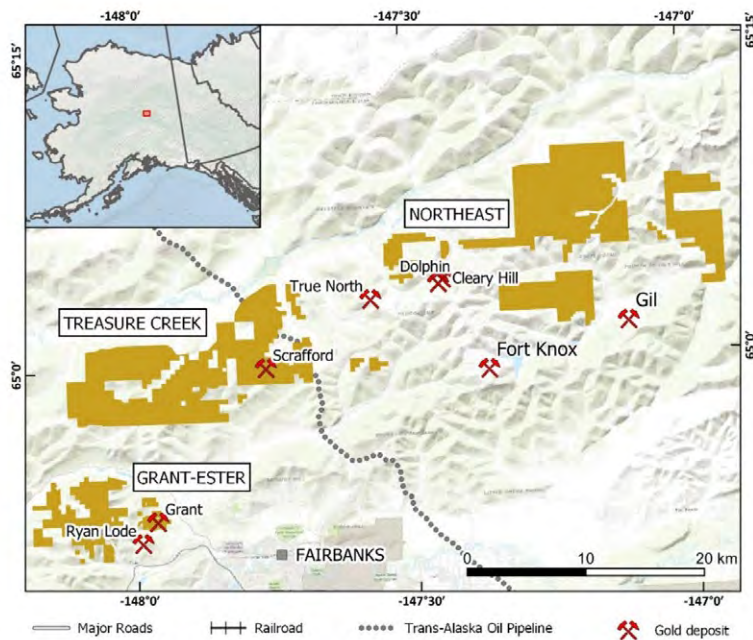 -148°0
-147°30
-147°0
65°15'
65°15'
NORTHEAST
Dolphin
Cleary Hill
True North
Gil
TREASURE CREEK
Scrafford
Fort Knox
65°0
65°0
GRANT-ESTER
Grant
Ryan Lode
FAIRBANKS
0 10 20 km
-148°0
-147°30
-147°0
Major Roads
Railroad
Trans-Alaska Oil Pipeline
Gold deposit